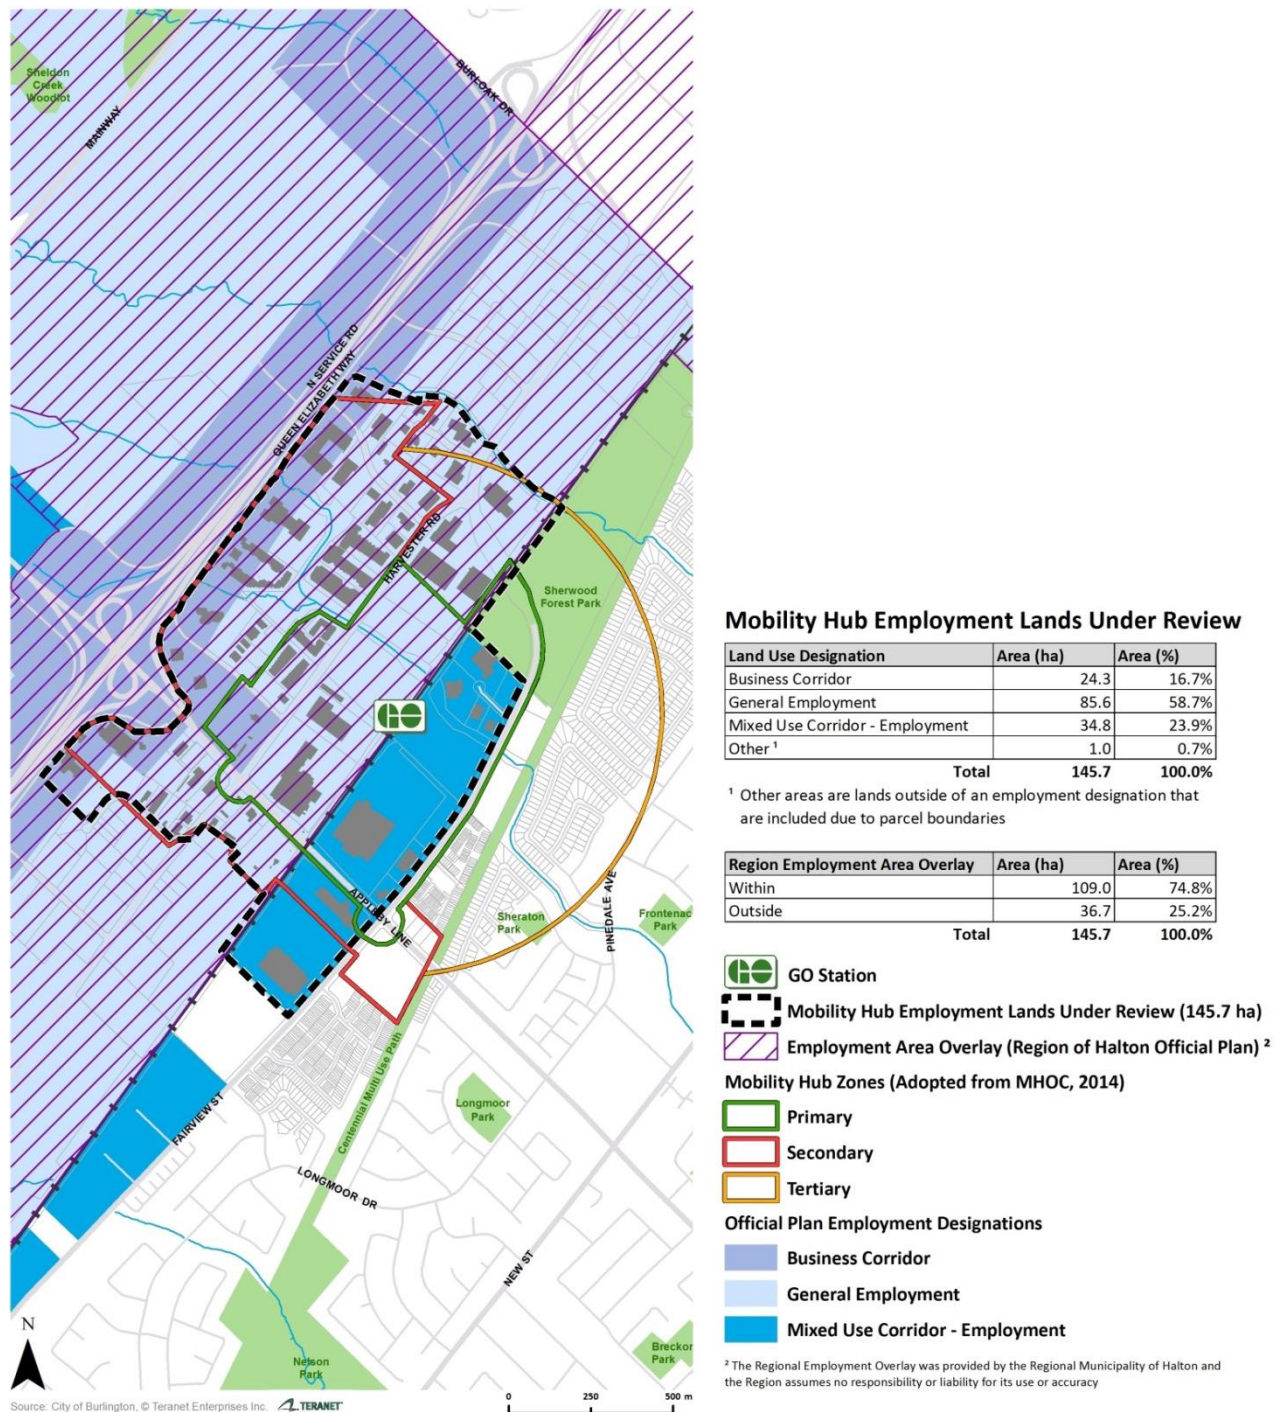 Sheldon
Creek
Woodlot
MAINWAY
BURLOAK DR
N SERVICE RD
QUEEN ELIZABETH WAY
HARVESTER RD
Sherwood
Forest Park
GO
APPLEBY LINE
Sheraton
Park
PINEDALE AVE
Frontenac
Park
Centennial Multi Use Path
Longmoor
Park
FAIRVIEW ST
LONGMOOR DR
NEW ST
Nelson
Park
Breckon
Park
N
Source: City of Burlington, © Teranet Enterprises Inc. TERANET
0 250 500 m
Mobility Hub Employment Lands Under Review
Land Use Designation Area (ha) Area (%)
Business Corridor 24.3 16.7%
General Employment 85.6 58.7%
Mixed Use Corridor - Employment 34.8 23.9%
Other ¹ 1.0 0.7%
Total 145.7 100.0%
¹ Other areas are lands outside of an employment designation that
are included due to parcel boundaries
Region Employment Area Overlay Area (ha) Area (%)
Within 109.0 74.8%
Outside 36.7 25.2%
Total 145.7 100.0%
GO GO Station
Mobility Hub Employment Lands Under Review (145.7 ha)
Employment Area Overlay (Region of Halton Official Plan) ²
Mobility Hub Zones (Adopted from MHOC, 2014)
Primary
Secondary
Tertiary
Official Plan Employment Designations
Business Corridor
General Employment
Mixed Use Corridor - Employment
² The Regional Employment Overlay was provided by the Regional Municipality of Halton and
the Region assumes no responsibility or liability for its use or accuracy